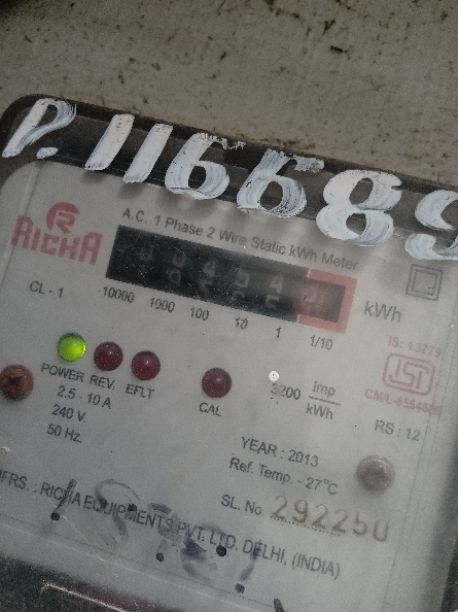 P.116689
RICHA
A.C. 1 Phase 2 Wire Static kWh Meter
kWh
CL - 1
10000 1000 100 10 1 1/10
IS : 13779
POWER REV. EFLT CAL
3200 imp/kWh
CM/L-
2.5 - 10 A
240 V.
50 Hz.
RS : 12
YEAR : 2013
Ref. Temp. - 27°C
SL. No. 292250
MFRS. : RICHA EQUIPMENTS PVT. LTD. DELHI, (INDIA)